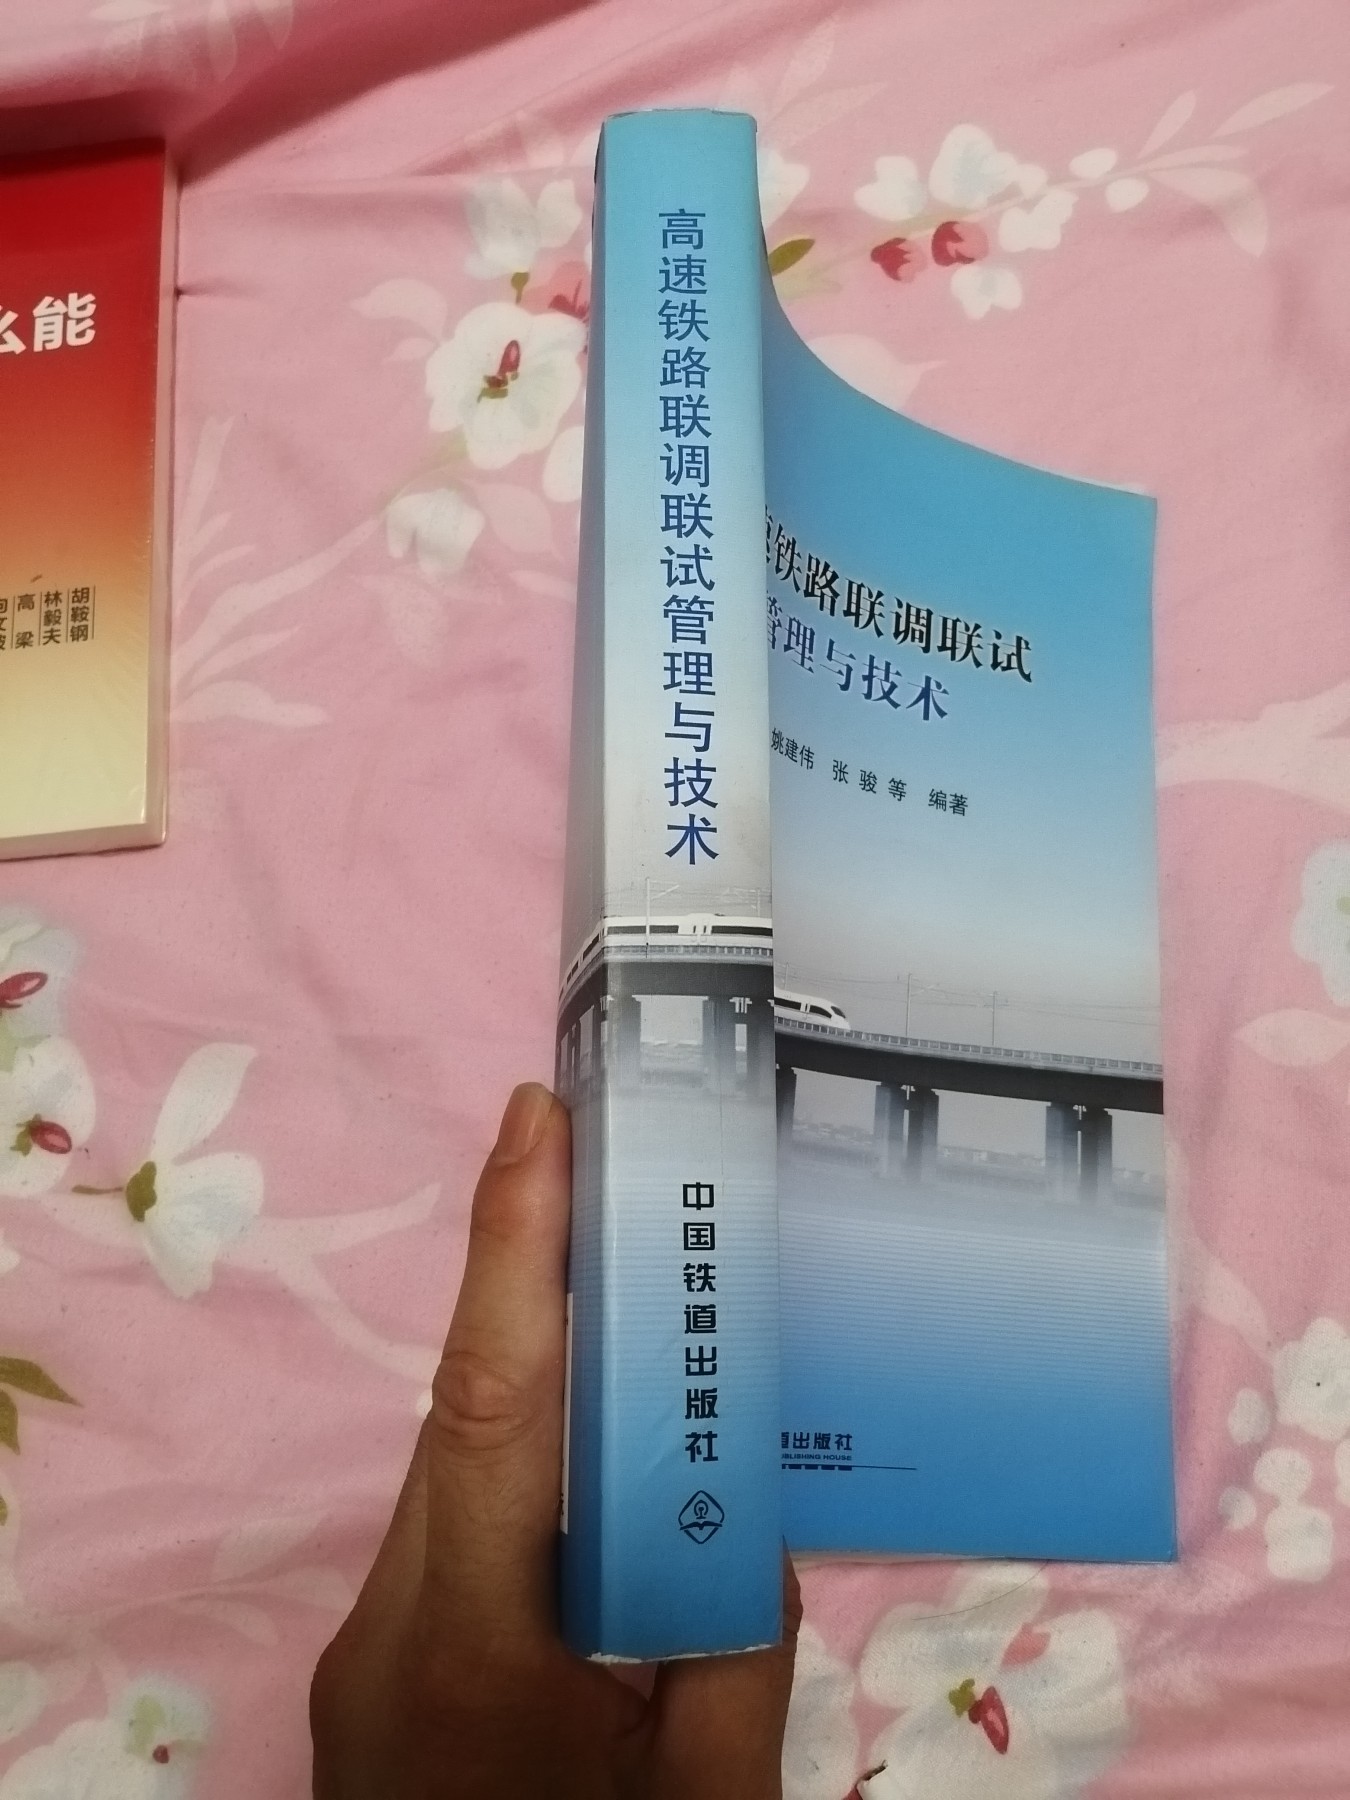 么能
胡鞍钢
林毅夫
高 梁
高速铁路联调联试管理与技术
中国铁道出版社
速铁路联调联试
管理与技术
姚建伟 张骏等 编著
道出版社
PUBLISHING HOUSE